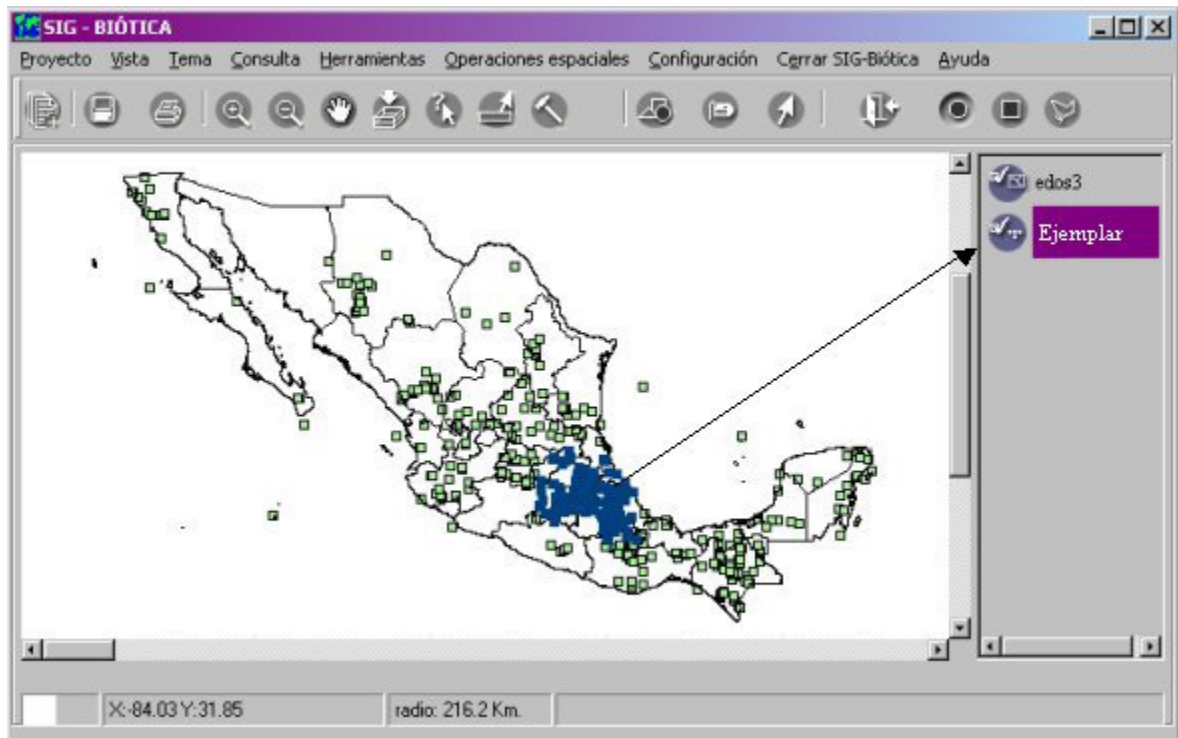 SIG - BIÓTICA
Proyecto Vista Tema Consulta Herramientas Operaciones espaciales Configuración Cerrar SIG-Biótica Ayuda
edos3
Ejemplar
X:-84.03 Y:31.85
radio: 216.2 Km.